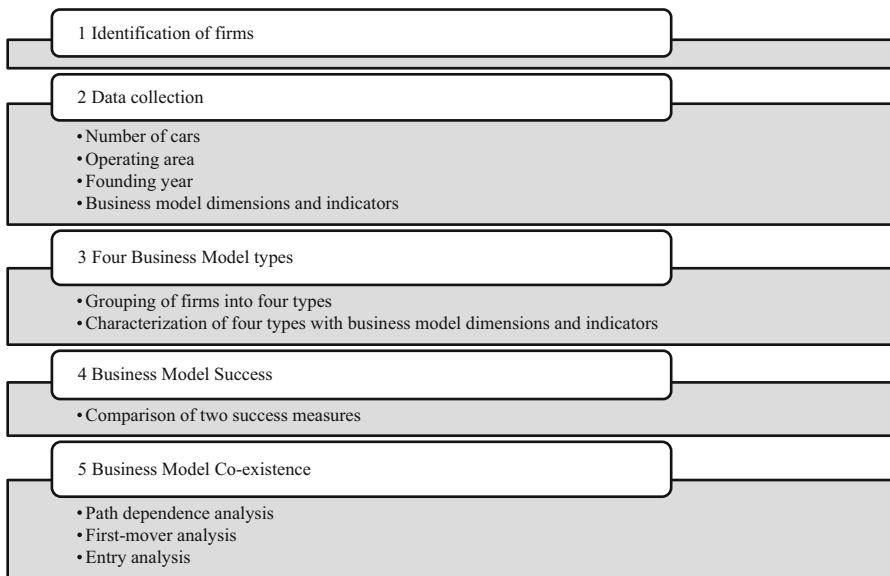 1 Identification of firms
2 Data collection
•Number of cars
•Operating area
•Founding year
•Business model dimensions and indicators
3 Four Business Model types
•Grouping of firms into four types
•Characterization of four types with business model dimensions and indicators
4 Business Model Success
•Comparison of two success measures
5 Business Model Co-existence
•Path dependence analysis
•First-mover analysis
•Entry analysis